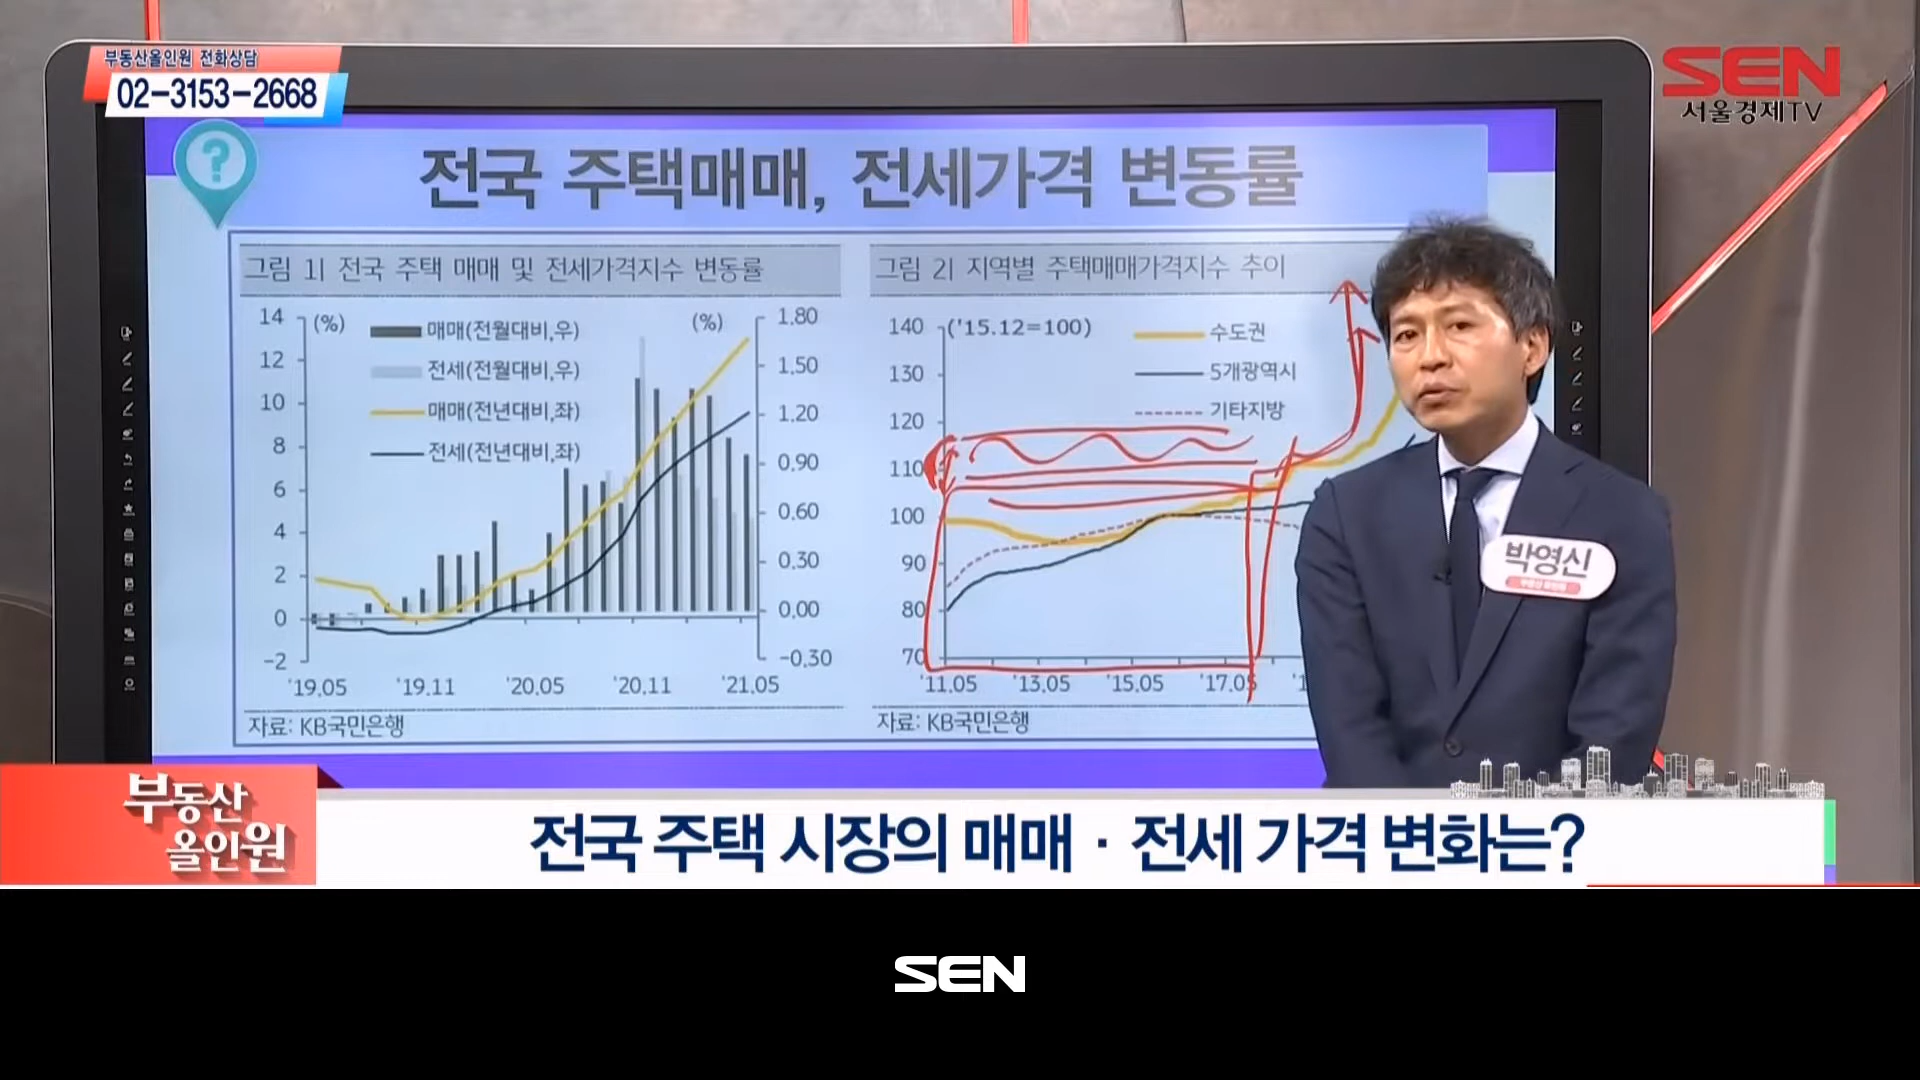 부동산올인원 전화상담
02-3153-2668
SEN
서울경제TV
?
전국 주택매매, 전세가격 변동률
그림 1| 전국 주택 매매 및 전세가격지수 변동률
14
12
10
8
6
4
2
0
-2
(%)
매매(전월대비,우)
전세(전월대비,우)
매매(전년대비,좌)
전세(전년대비,좌)
(%)
1.80
1.50
1.20
0.90
0.60
0.30
0.00
-0.30
'19.05 '19.11 '20.05 '20.11 '21.05
자료: KB국민은행
그림 2| 지역별 주택매매가격지수 추이
140
130
120
110
100
90
80
70
('15.12=100)
수도권
5개광역시
기타지방
'11.05 '13.05 '15.05 '17.05
자료: KB국민은행
박영신
부동산
올인원
전국 주택 시장의 매매 · 전세 가격 변화는?
SEN